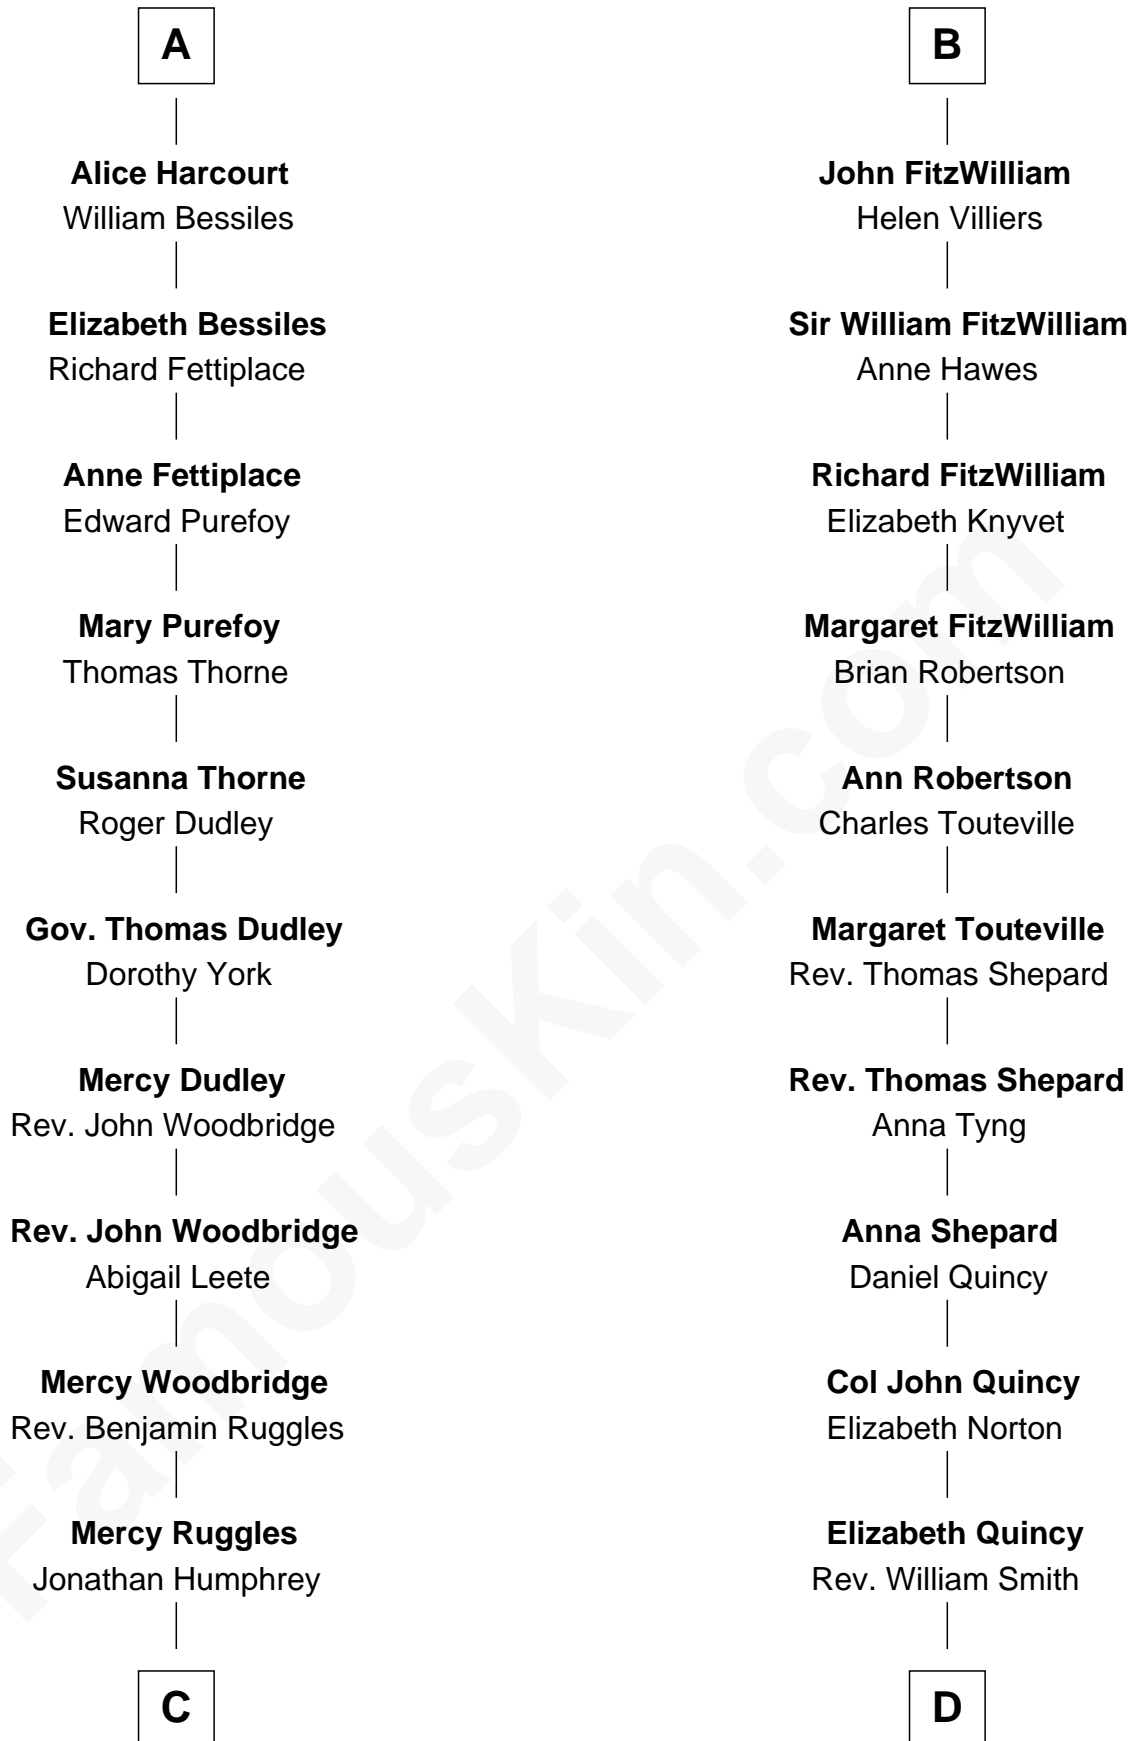 A
Alice Harcourt
William Bessiles
Elizabeth Bessiles
Richard Fettiplace
Anne Fettiplace
Edward Purefoy
Mary Purefoy
Thomas Thorne
Susanna Thorne
Roger Dudley
Gov. Thomas Dudley
Dorothy York
Mercy Dudley
Rev. John Woodbridge
Rev. John Woodbridge
Abigail Leete
Mercy Woodbridge
Rev. Benjamin Ruggles
Mercy Ruggles
Jonathan Humphrey
C
B
John FitzWilliam
Helen Villiers
Sir William FitzWilliam
Anne Hawes
Richard FitzWilliam
Elizabeth Knyvet
Margaret FitzWilliam
Brian Robertson
Ann Robertson
Charles Touteville
Margaret Touteville
Rev. Thomas Shepard
Rev. Thomas Shepard
Anna Tyng
Anna Shepard
Daniel Quincy
Col John Quincy
Elizabeth Norton
Elizabeth Quincy
Rev. William Smith
D
FamousKin.com